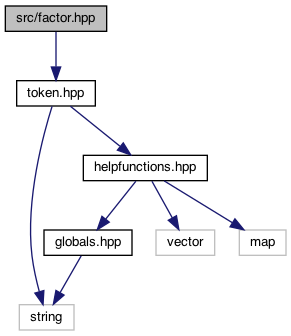 src/factor.hpp
token.hpp
helpfunctions.hpp
globals.hpp
vector
map
string